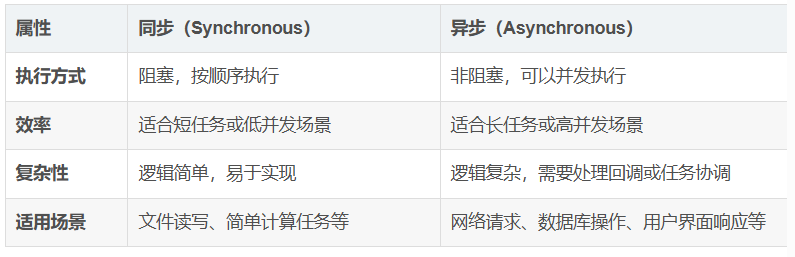 属性 同步（Synchronous） 异步（Asynchronous）
执行方式 阻塞，按顺序执行 非阻塞，可以并发执行
效率 适合短任务或低并发场景 适合长任务或高并发场景
复杂性 逻辑简单，易于实现 逻辑复杂，需要处理回调或任务协调
适用场景 文件读写、简单计算任务等 网络请求、数据库操作、用户界面响应等